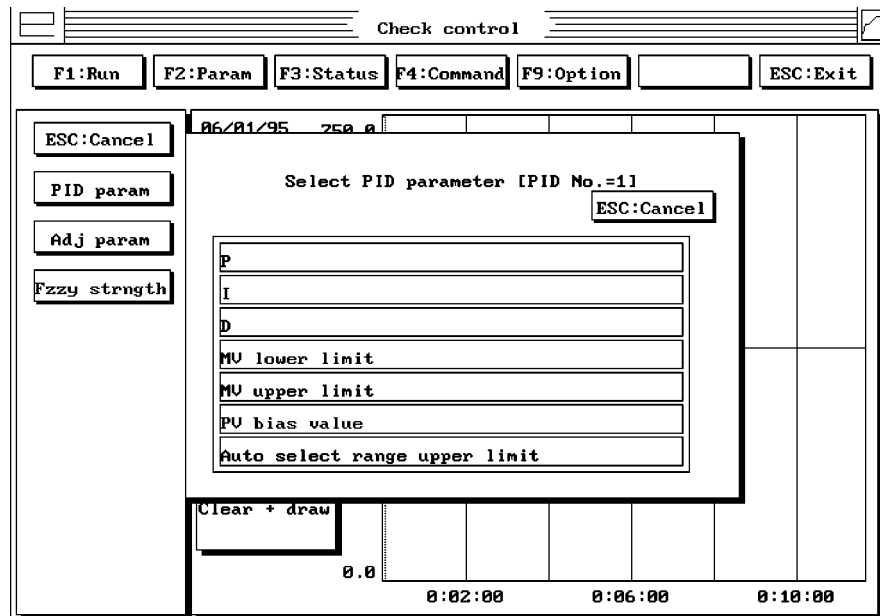 Check control
F1:Run F2:Param F3:Status F4:Command F9:Option ESC:Exit
ESC:Cancel
PID param
Adj param
Fzzy strngth
06/01/95 750.0
Select PID parameter [PID No.=1]
ESC:Cancel
P
I
D
MV lower limit
MV upper limit
PV bias value
Auto select range upper limit
Clear + draw
0.0
0:02:00 0:06:00 0:10:00